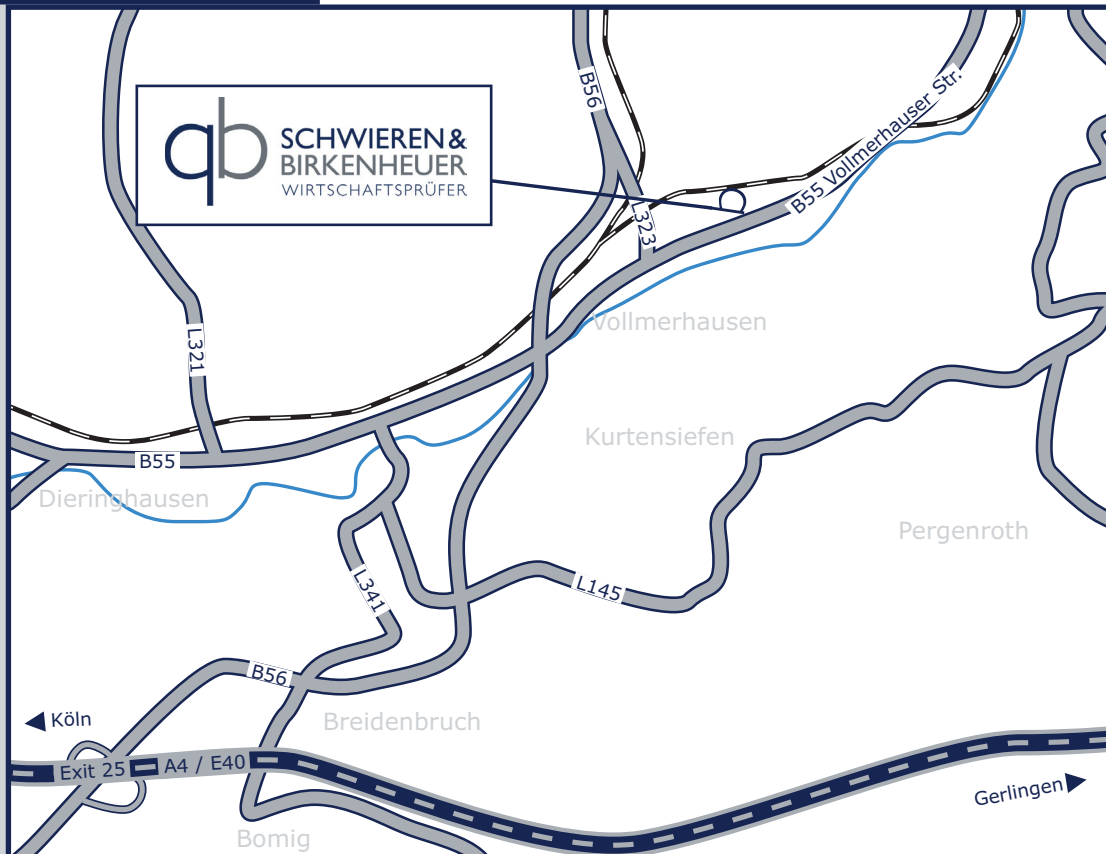 B56
B55 Vollmerhauser Str.
qb
SCHWIEREN &
BIRKENHEUER
WIRTSCHAFTSPRÜFER
L323
L321
Vollmerhausen
Kurtensiefen
B55
Dieringhausen
Pergenroth
L341
L145
B56
Köln
Breidenbruch
Exit 25
A4 / E40
Gerlingen
Bomig